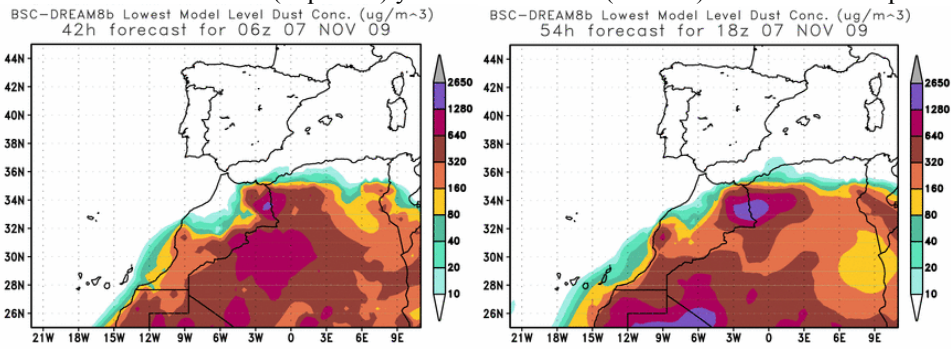 BSC-DREAM8b Lowest Model Level Dust Conc. (ug/m^3)
42h forecast for 06z 07 NOV 09
44N
42N
40N
38N
36N
34N
32N
30N
28N
26N
21W 18W 15W 12W 9W 6W 3W 0 3E 6E 9E
2650
1280
640
320
160
80
40
20
10
BSC-DREAM8b Lowest Model Level Dust Conc. (ug/m^3)
54h forecast for 18z 07 NOV 09
44N
42N
40N
38N
36N
34N
32N
30N
28N
26N
21W 18W 15W 12W 9W 6W 3W 0 3E 6E 9E
2650
1280
640
320
160
80
40
20
10